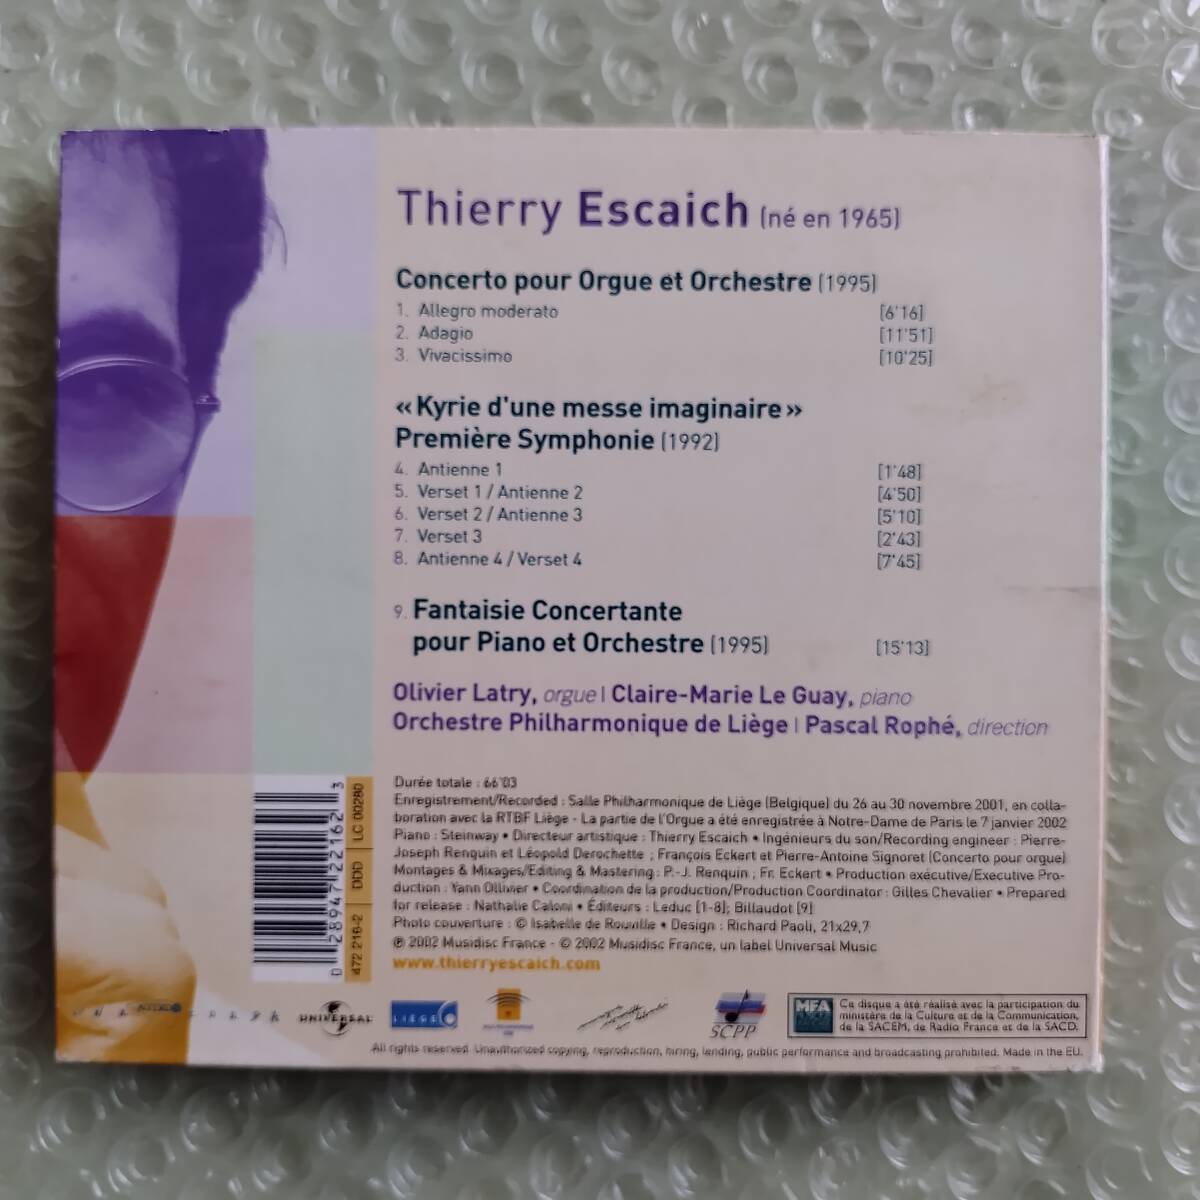 Thierry Escaich (né en 1965)
Concerto pour Orgue et Orchestre (1995)
1. Allegro moderato [6'16]
2. Adagio [11'51]
3. Vivacissimo [10'25]
« Kyrie d'une messe imaginaire »
Première Symphonie (1992)
4. Antienne 1 [1'48]
5. Verset 1 / Antienne 2 [4'50]
6. Verset 2 / Antienne 3 [5'10]
7. Verset 3 [2'43]
8. Antienne 4 / Verset 4 [7'45]
9. Fantaisie Concertante
pour Piano et Orchestre (1995) [15'13]
Olivier Latry, orgue | Claire-Marie Le Guay, piano
Orchestre Philharmonique de Liège | Pascal Rophé, direction
Durée totale : 66'03
Enregistrement/Recorded : Salle Philharmonique de Liège (Belgique) du 26 au 30 novembre 2001, en colla-
boration avec la RTBF Liège - La partie de l'Orgue a été enregistrée à Notre-Dame de Paris le 7 janvier 2002
Piano : Steinway • Directeur artistique : Thierry Escaich • Ingénieurs du son/Recording engineer : Pierre-
Joseph Renquin et Léopold Derochette ; François Eckert et Pierre-Antoine Signoret (Concerto pour orgue)
Montages & Mixages/Editing & Mastering : P.-J. Renquin ; Fr. Eckert • Production exécutive/Executive Pro-
duction : Yann Ollivier • Coordination de la production/Production Coordinator : Gilles Chevalier • Prepared
for release : Nathalie Caloni • Éditeurs : Leduc [1-8]; Billaudot [9]
Photo couverture : © Isabelle de Rouville • Design : Richard Paoli, 21x29,7
℗ 2002 Musidisc France - © 2002 Musidisc France, un label Universal Music
www.thierryescaich.com
0 28947 22162 3
472 216-2 DDD LC 00280
UNIVERSAL
LIEGE
SCPP
MFA
Ce disque a été réalisé avec la participation du
ministère de la Culture et de la Communication,
de la SACEM, de Radio France et de la SACD.
All rights reserved. Unauthorized copying, reproduction, hiring, lending, public performance and broadcasting prohibited. Made in the EU.